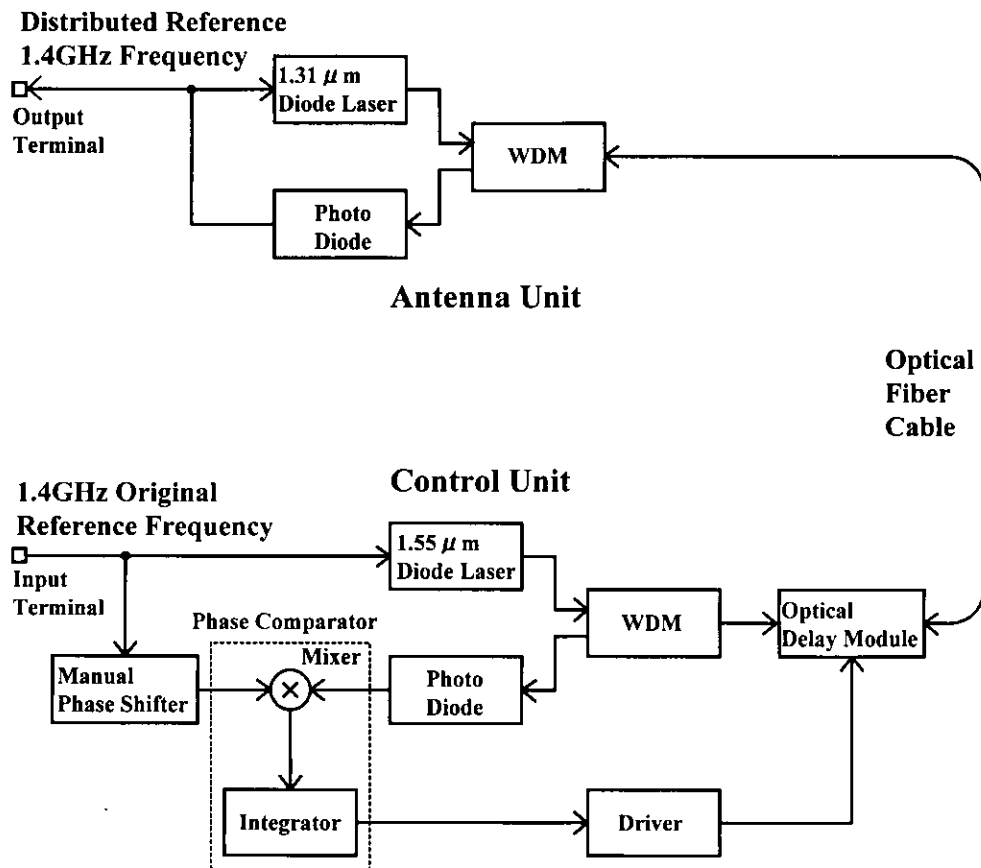 Distributed Reference
1.4GHz Frequency
Output
Terminal
1.31 μm
Diode Laser
WDM
Photo
Diode
Antenna Unit
Optical
Fiber
Cable
Control Unit
1.4GHz Original
Reference Frequency
Input
Terminal
1.55 μm
Diode Laser
WDM
Optical
Delay Module
Phase Comparator
Mixer
Manual
Phase Shifter
Photo
Diode
Integrator
Driver